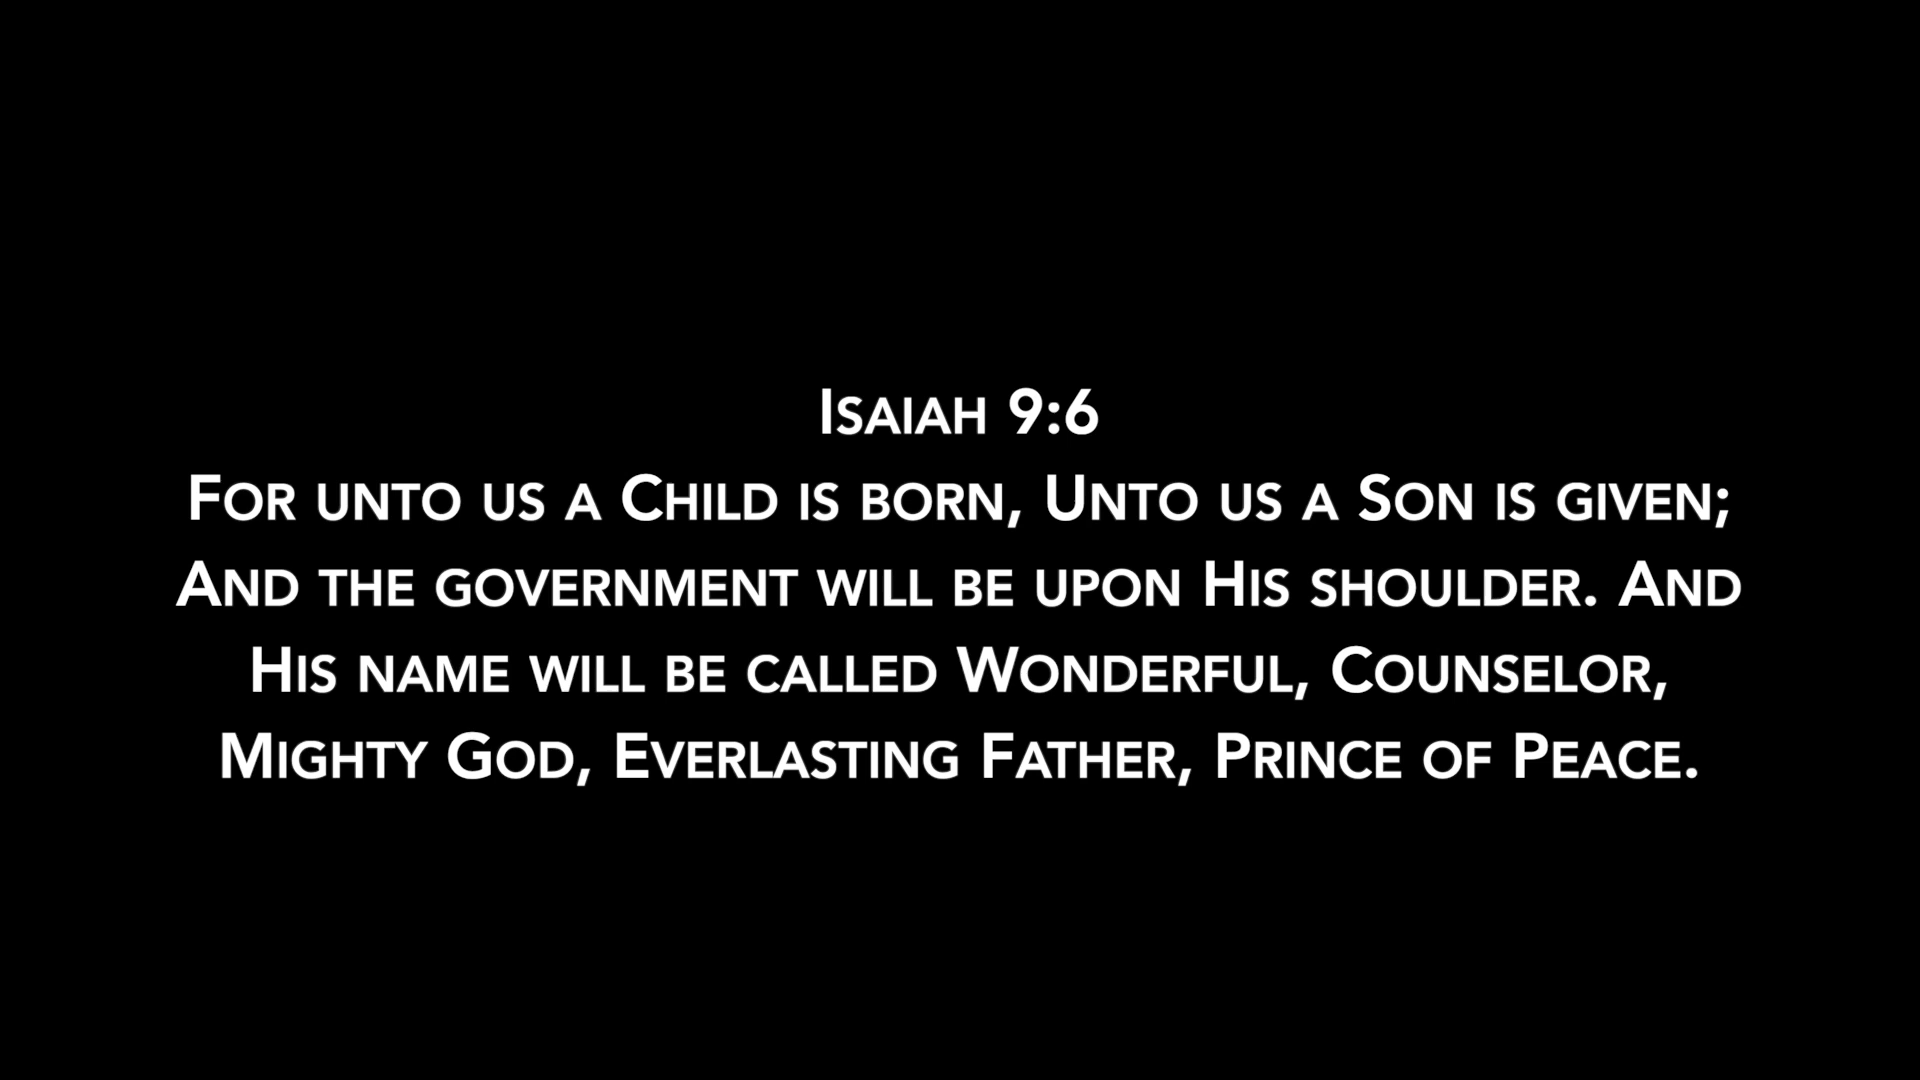 Isaiah 9:6
For unto us a Child is born, Unto us a Son is given;
And the government will be upon His shoulder. And
His name will be called Wonderful, Counselor,
Mighty God, Everlasting Father, Prince of Peace.